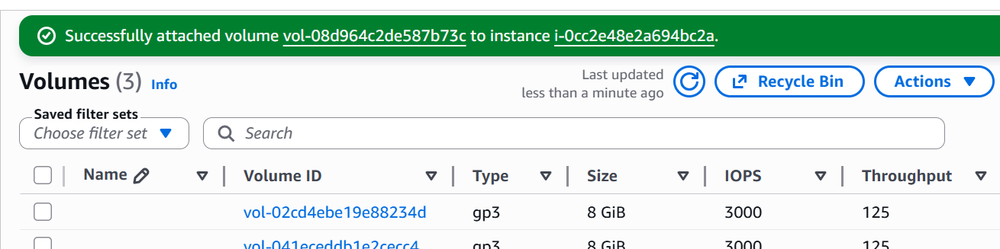 Successfully attached volume vol-08d964c2de587b73c to instance i-0cc2e48e2a694bc2a.
Volumes (3) Info
Last updated
less than a minute ago
Recycle Bin
Actions
Saved filter sets
Choose filter set
Search
Name Volume ID Type Size IOPS Throughput
vol-02cd4ebe19e88234d gp3 8 GiB 3000 125
vol-041eceddb1e2cecc4 gp3 8 GiB 3000 125